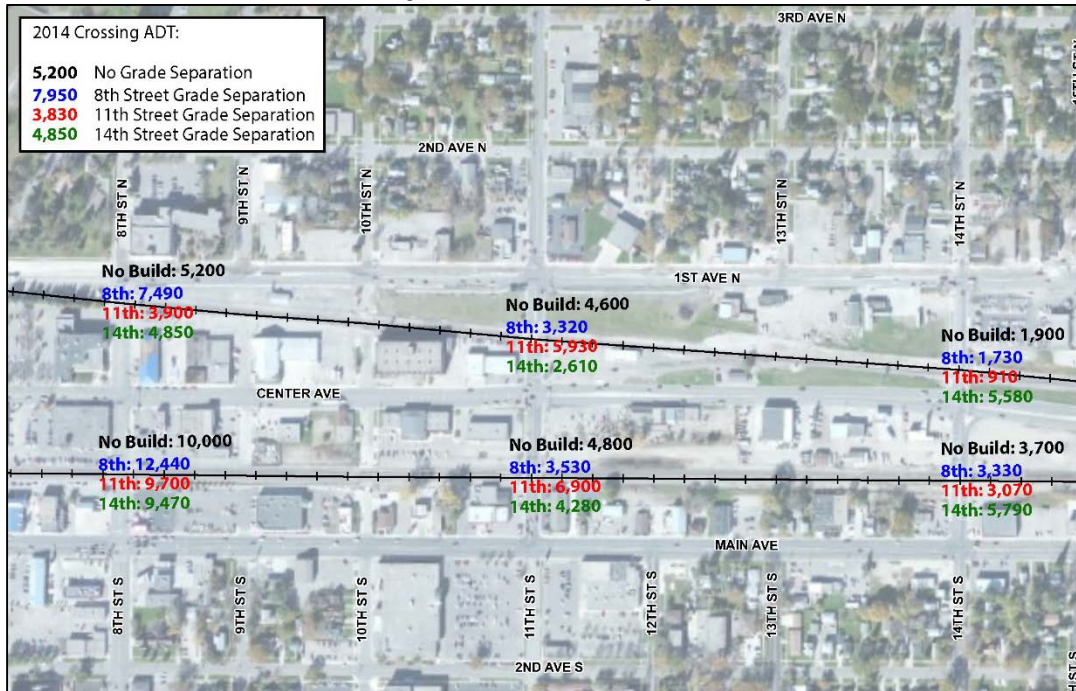 3RD AVE N
2014 Crossing ADT:
5,200 No Grade Separation
7,950 8th Street Grade Separation
3,830 11th Street Grade Separation
4,850 14th Street Grade Separation
2ND AVE N
8TH ST N
9TH ST N
10TH ST N
13TH ST N
14TH ST N
1ST AVE N
No Build: 5,200
8th: 7,490
11th: 3,900
14th: 4,850
No Build: 4,600
8th: 3,320
11th: 5,930
14th: 2,610
No Build: 1,900
8th: 1,730
11th: 910
14th: 5,580
CENTER AVE
No Build: 10,000
8th: 12,440
11th: 9,700
14th: 9,470
No Build: 4,800
8th: 3,530
11th: 6,900
14th: 4,280
No Build: 3,700
8th: 3,330
11th: 3,070
14th: 5,790
MAIN AVE
8TH ST S
9TH ST S
10TH ST S
11TH ST S
12TH ST S
13TH ST S
14TH ST S
2ND AVE S